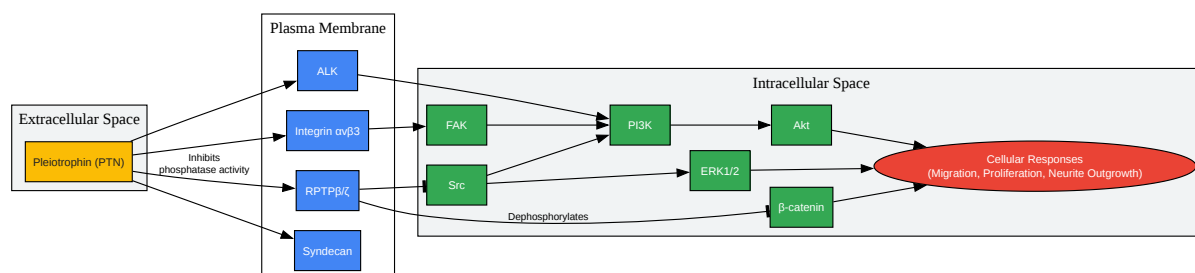 Plasma Membrane
Extracellular Space
Intracellular Space
Pleiotrophin (PTN)
Inhibits
phosphatase activity
ALK
Integrin αvβ3
RPTPβ/ζ
Syndecan
FAK
Src
Dephosphorylates
PI3K
ERK1/2
Akt
β-catenin
Cellular Responses
(Migration, Proliferation, Neurite Outgrowth)